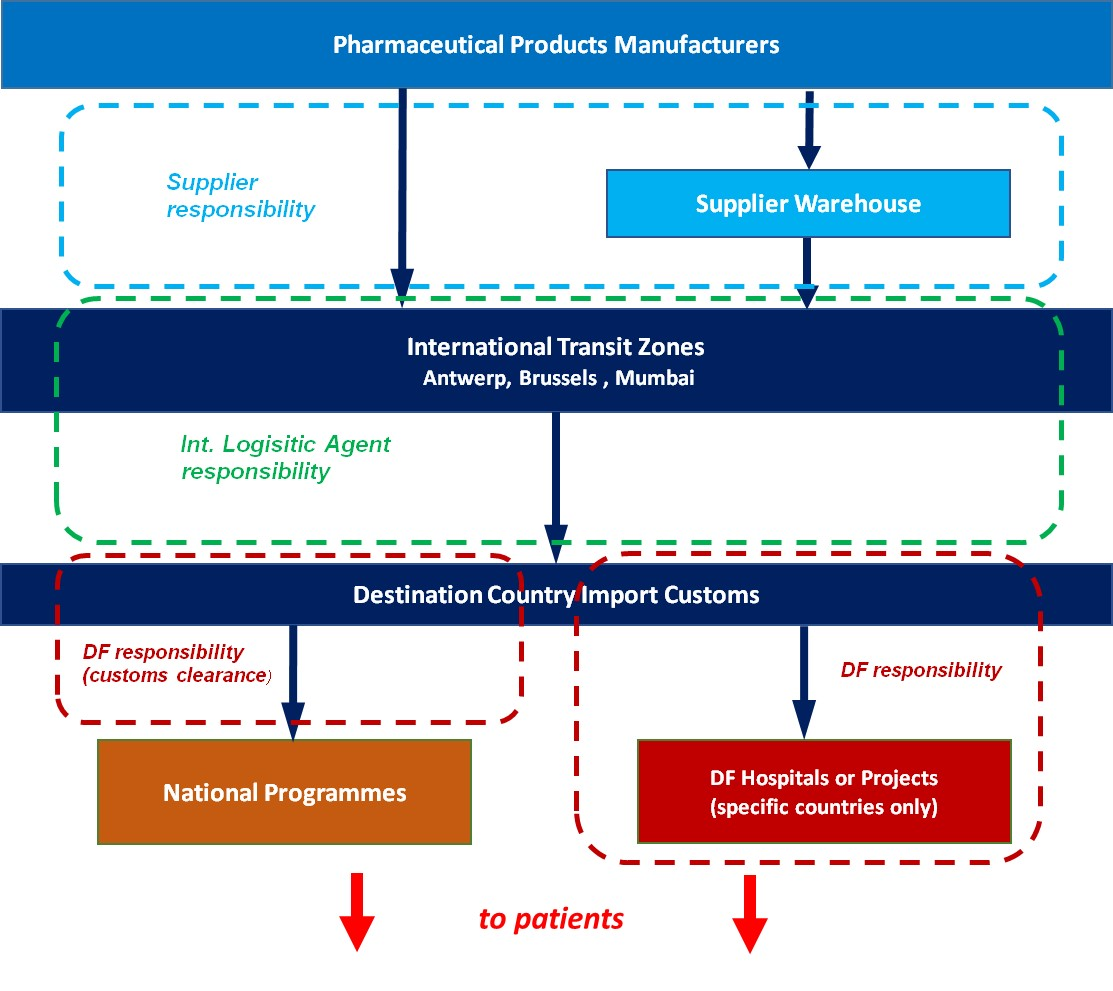 Pharmaceutical Products Manufacturers
Supplier
responsibility
Supplier Warehouse
International Transit Zones
Antwerp, Brussels , Mumbai
Int. Logisitic Agent
responsibility
Destination Country Import Customs
DF responsibility
(customs clearance)
DF responsibility
National Programmes
DF Hospitals or Projects
(specific countries only)
to patients